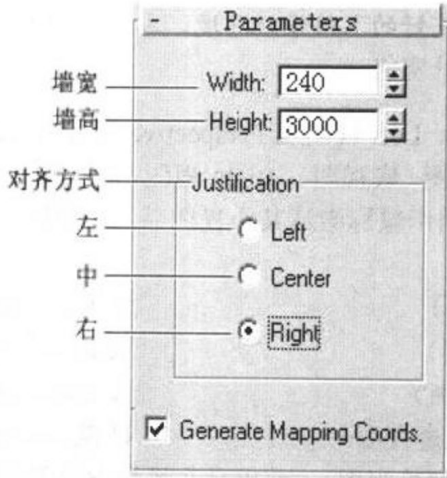 - Parameters
墙宽 Width: 240
墙高 Height: 3000
对齐方式 Justification
左 Left
中 Center
右 Right
Generate Mapping Coords.